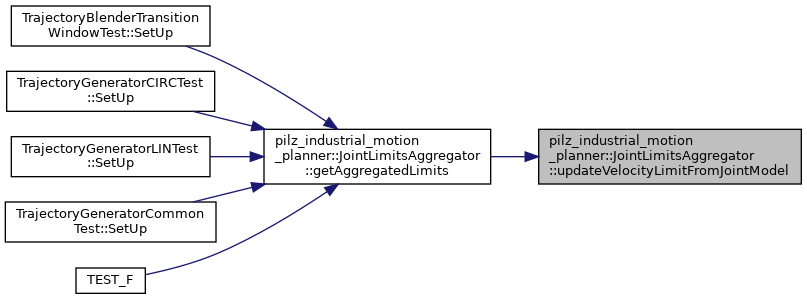 TrajectoryBlenderTransition
WindowTest::SetUp
TrajectoryGeneratorCIRCTest
::SetUp
TrajectoryGeneratorLINTest
::SetUp
TrajectoryGeneratorCommon
Test::SetUp
TEST_F
pilz_industrial_motion
_planner::JointLimitsAggregator
::getAggregatedLimits
pilz_industrial_motion
_planner::JointLimitsAggregator
::updateVelocityLimitFromJointModel